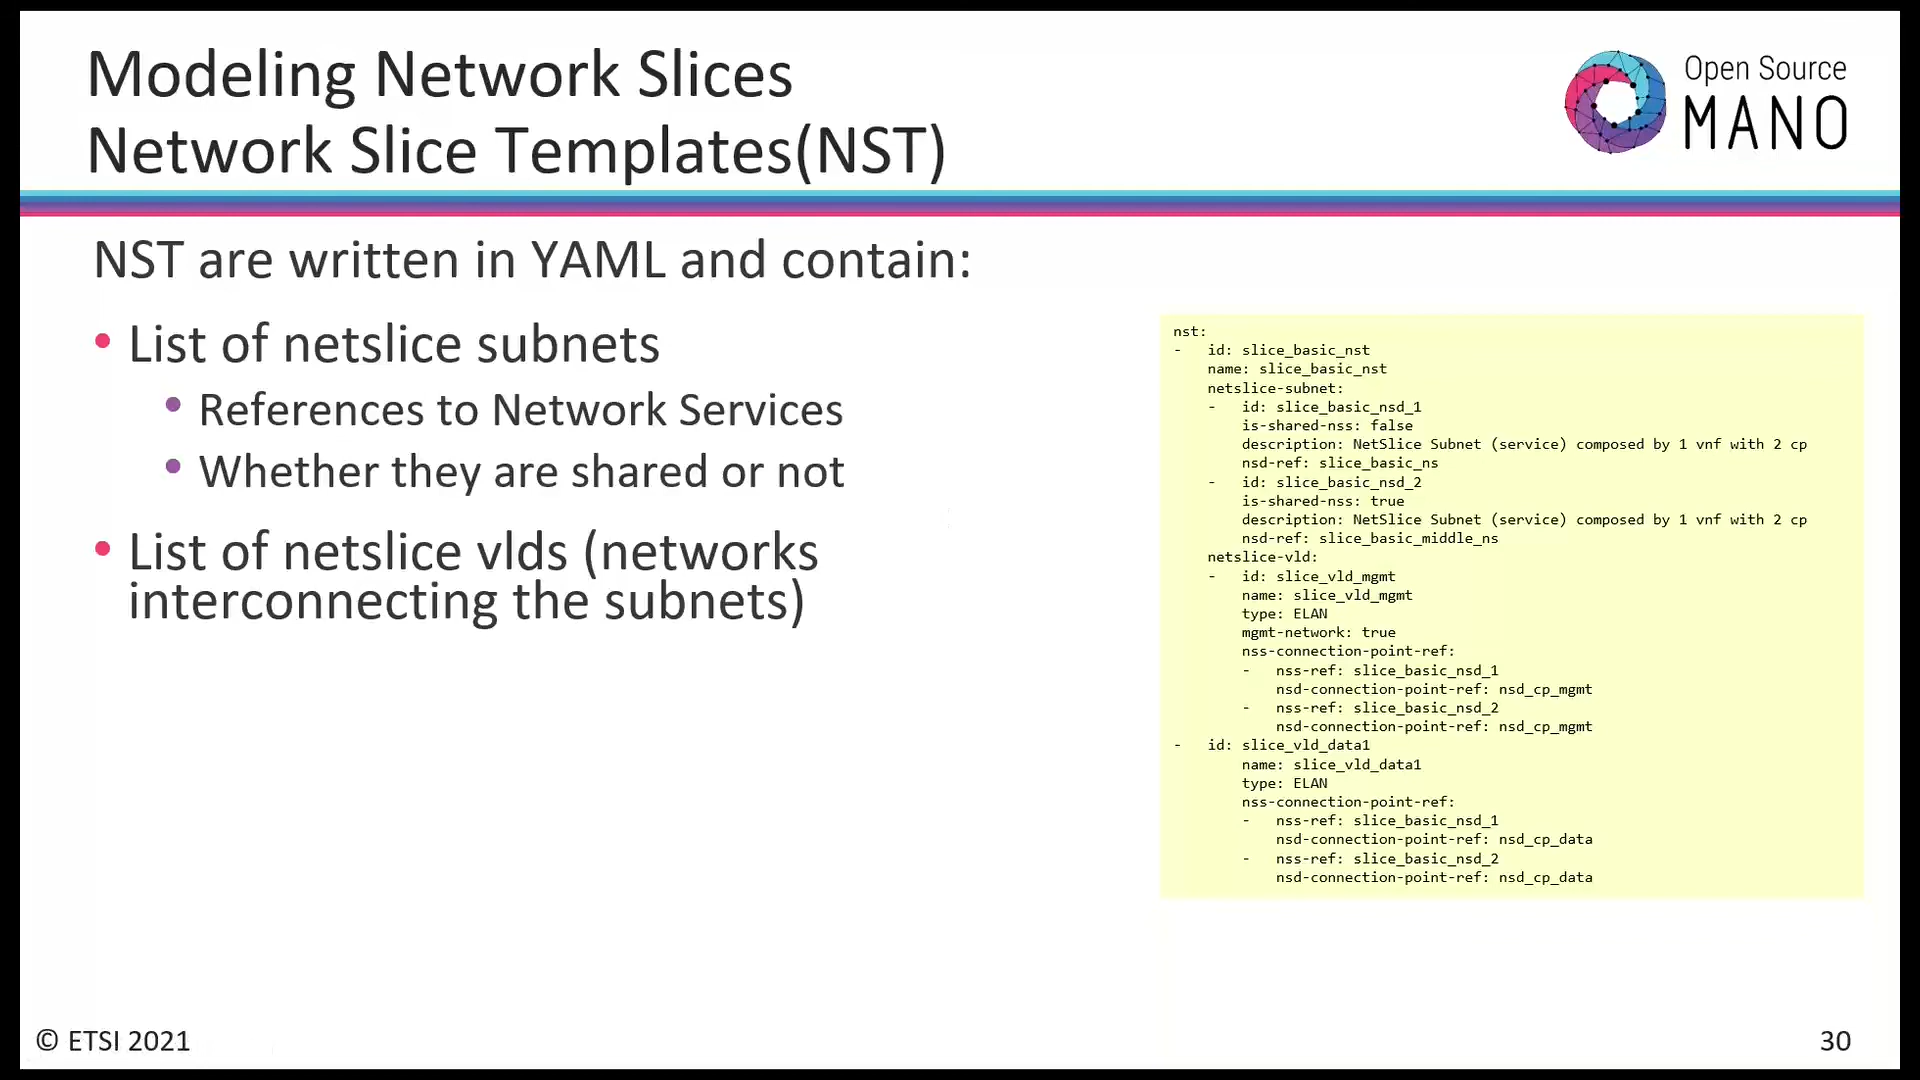 Modeling Network Slices
Network Slice Templates(NST)
Open Source
MANO
NST are written in YAML and contain:
• List of netslice subnets
• References to Network Services
• Whether they are shared or not
• List of netslice vlds (networks
interconnecting the subnets)
nst:
-   id: slice_basic_nst
    name: slice_basic_nst
    netslice-subnet:
    -   id: slice_basic_nsd_1
        is-shared-nss: false
        description: NetSlice Subnet (service) composed by 1 vnf with 2 cp
        nsd-ref: slice_basic_ns
    -   id: slice_basic_nsd_2
        is-shared-nss: true
        description: NetSlice Subnet (service) composed by 1 vnf with 2 cp
        nsd-ref: slice_basic_middle_ns
    netslice-vld:
    -   id: slice_vld_mgmt
        name: slice_vld_mgmt
        type: ELAN
        mgmt-network: true
        nss-connection-point-ref:
        -   nss-ref: slice_basic_nsd_1
            nsd-connection-point-ref: nsd_cp_mgmt
        -   nss-ref: slice_basic_nsd_2
            nsd-connection-point-ref: nsd_cp_mgmt
-   id: slice_vld_data1
        name: slice_vld_data1
        type: ELAN
        nss-connection-point-ref:
        -   nss-ref: slice_basic_nsd_1
            nsd-connection-point-ref: nsd_cp_data
        -   nss-ref: slice_basic_nsd_2
            nsd-connection-point-ref: nsd_cp_data
© ETSI 2021
30